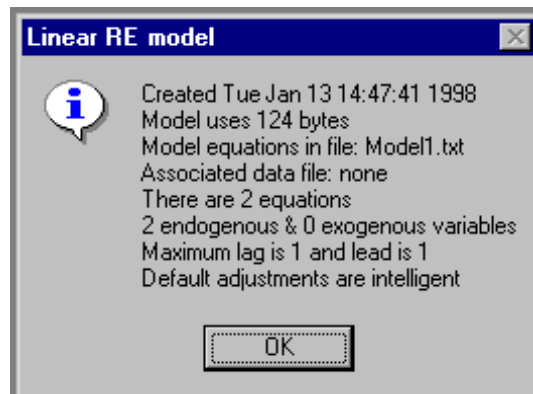 Linear RE model
Created Tue Jan 13 14:47:41 1998
Model uses 124 bytes
Model equations in file: Model1.txt
Associated data file: none
There are 2 equations
2 endogenous & 0 exogenous variables
Maximum lag is 1 and lead is 1
Default adjustments are intelligent
OK